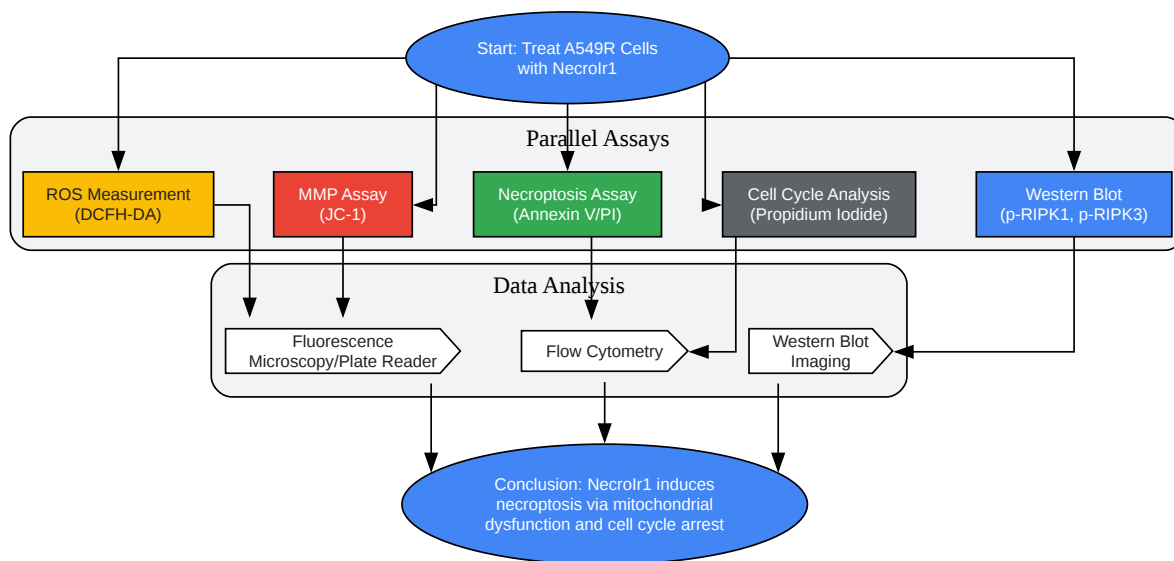 Start: Treat A549R Cells
with NecroIr1
Parallel Assays
ROS Measurement
(DCFH-DA)
MMP Assay
(JC-1)
Necroptosis Assay
(Annexin V/PI)
Cell Cycle Analysis
(Propidium Iodide)
Western Blot
(p-RIPK1, p-RIPK3)
Data Analysis
Fluorescence
Microscopy/Plate Reader
Flow Cytometry
Western Blot
Imaging
Conclusion: NecroIr1 induces
necroptosis via mitochondrial
dysfunction and cell cycle arrest